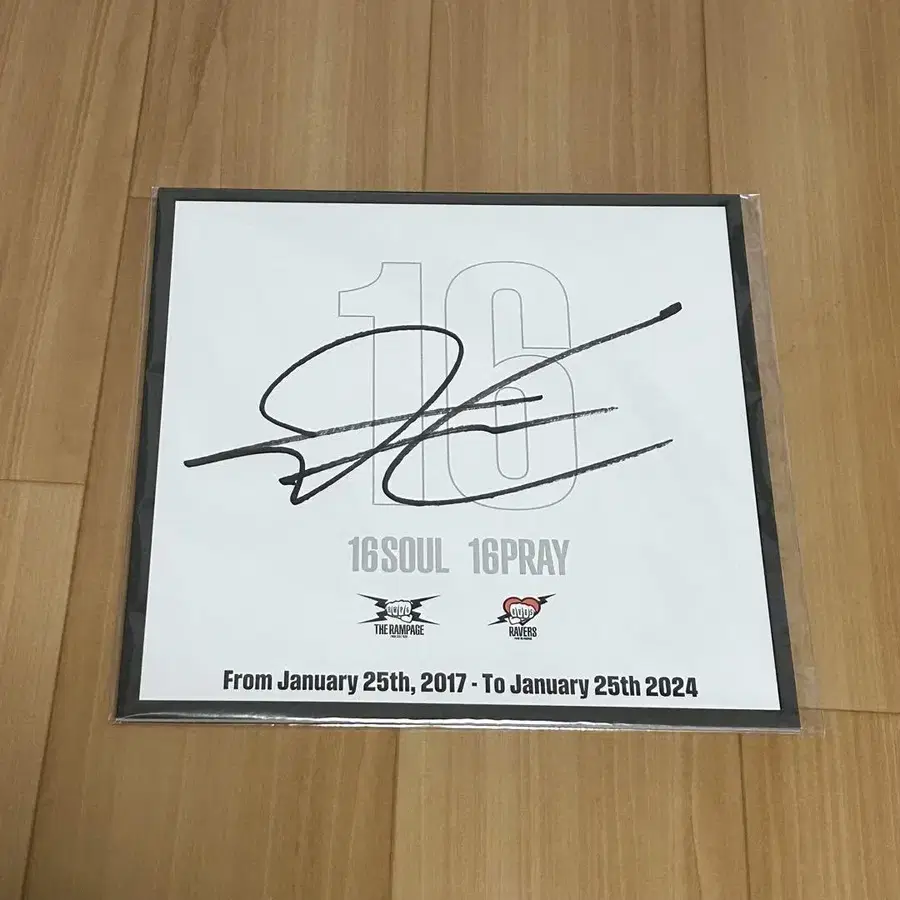 16
16SOUL 16PRAY
THE RAMPAGE
RAVERS
From January 25th, 2017 - To January 25th 2024